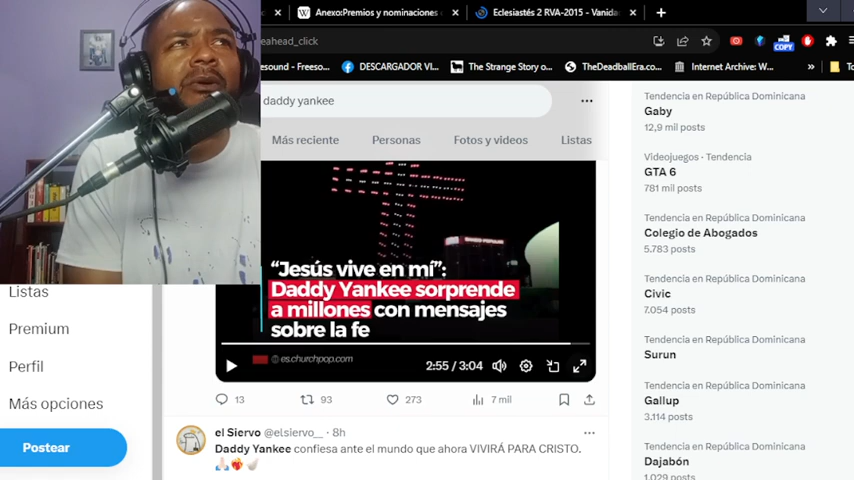 Anexo:Premios y nominaciones
Eclesiastés 2 RVA-2015 - Vanida
eahead_click
COPY
esound - Freeso...
DESCARGADOR VI...
The Strange Story o...
TheDeadballEra.co...
Internet Archive: W...
daddy yankee
Más reciente
Personas
Fotos y videos
Listas
"Jesús vive en mí":
Daddy Yankee sorprende
a millones con mensajes
sobre la fe
es.churchpop.com
2:55 / 3:04
13
93
273
7 mil
el Siervo @elsiervo__ · 8h
Daddy Yankee confiesa ante el mundo que ahora VIVIRÁ PARA CRISTO.
Listas
Premium
Perfil
Más opciones
Postear
Tendencia en República Dominicana
Gaby
12,9 mil posts
Videojuegos · Tendencia
GTA 6
781 mil posts
Tendencia en República Dominicana
Colegio de Abogados
5.783 posts
Tendencia en República Dominicana
Civic
7.054 posts
Tendencia en República Dominicana
Surun
Tendencia en República Dominicana
Gallup
3.114 posts
Tendencia en República Dominicana
Dajabón
1.029 posts